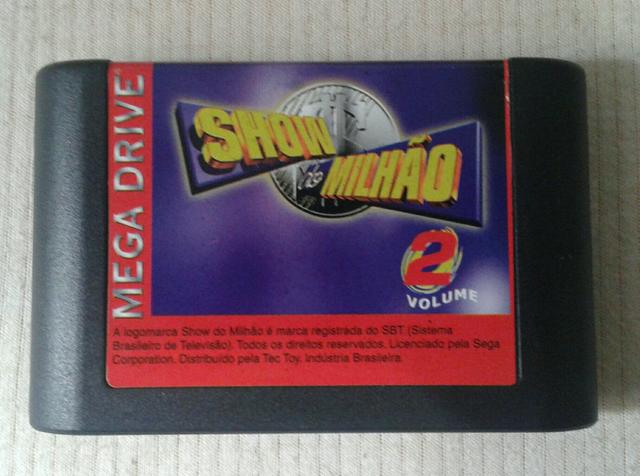 MEGA DRIVE
SHOW
do
MILHÃO
2
VOLUME
A logomarca Show do Milhão é marca registrada do SBT (Sistema
Brasileiro de Televisão). Todos os direitos reservados. Licenciado pela Sega
Corporation. Distribuído pela Tec Toy. Indústria Brasileira.